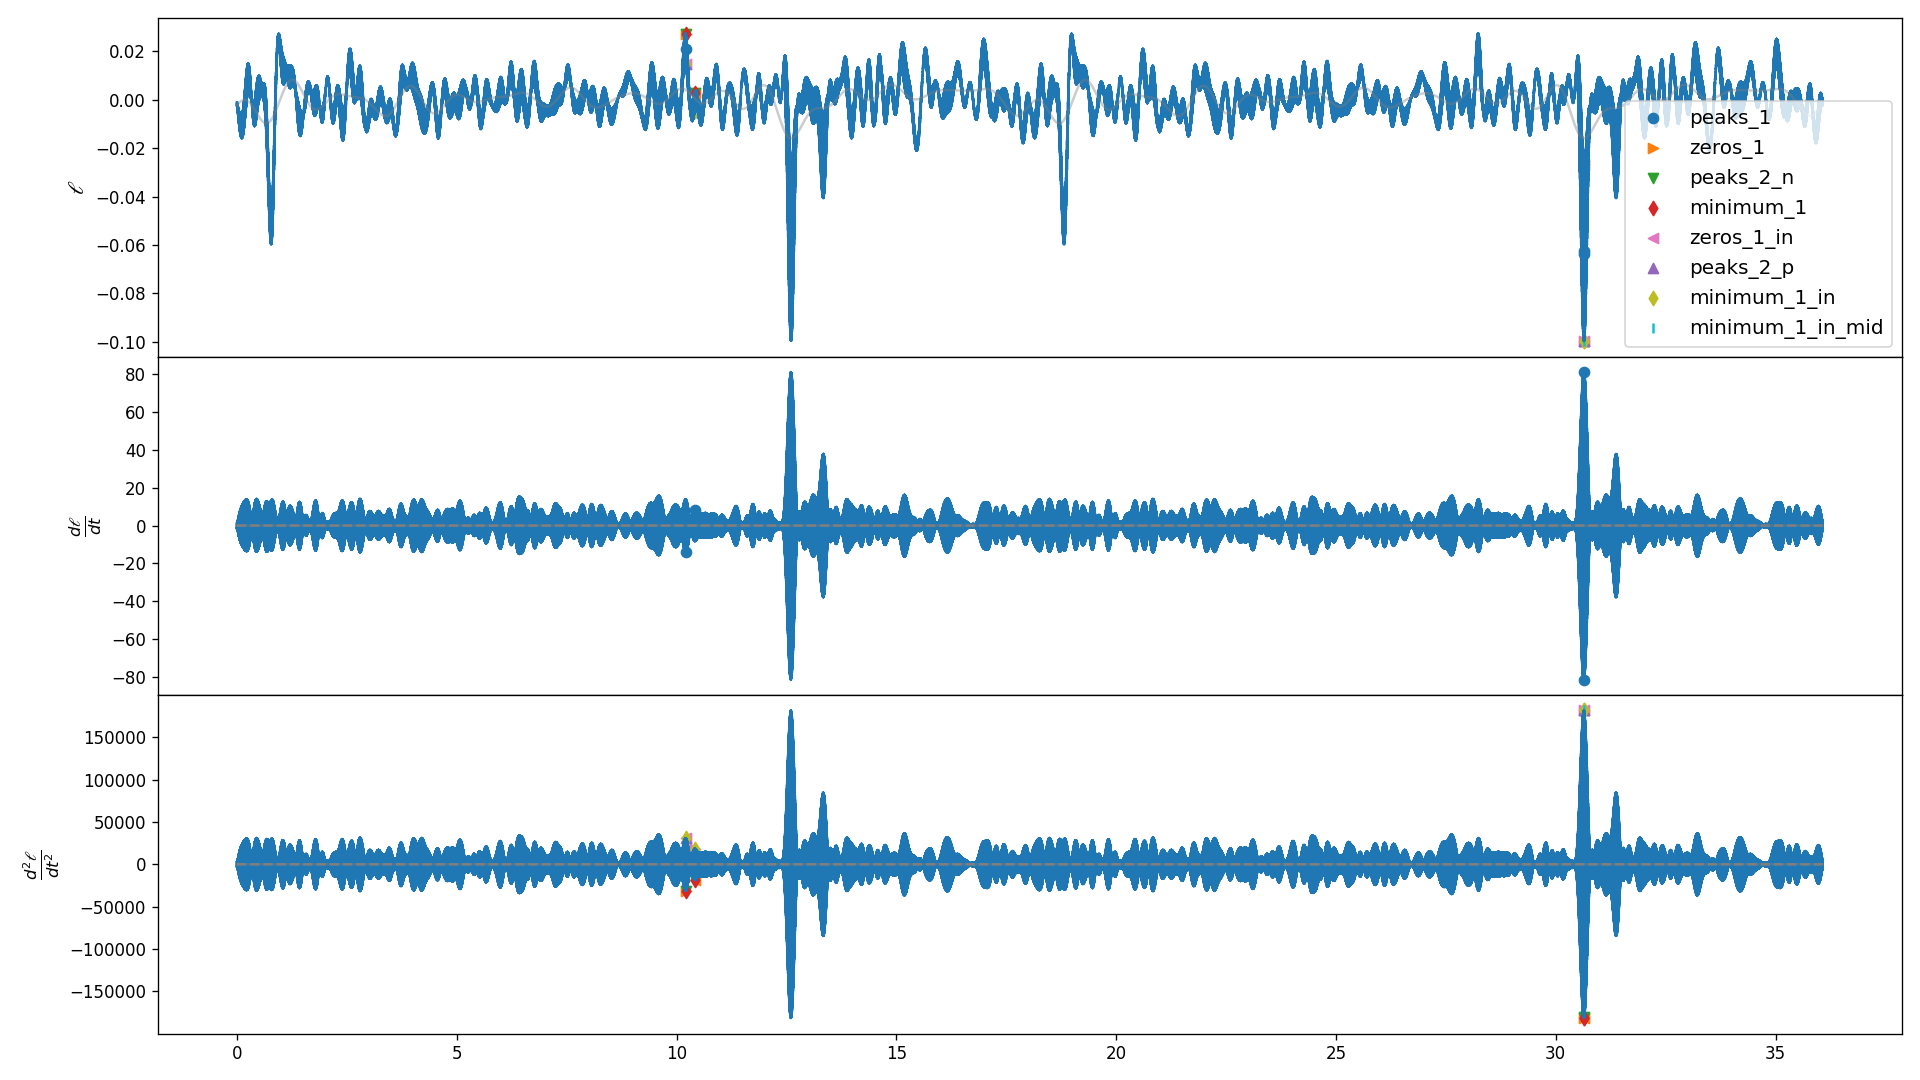 0.02
0.00
−0.02
−0.04
−0.06
−0.08
−0.10
ℓ
peaks_1
zeros_1
peaks_2_n
minimum_1
zeros_1_in
peaks_2_p
minimum_1_in
minimum_1_in_mid
80
60
40
20
0
−20
−40
−60
−80
dℓ
dt
150000
100000
50000
0
−50000
−100000
−150000
d²ℓ
dt²
0 5 10 15 20 25 30 35